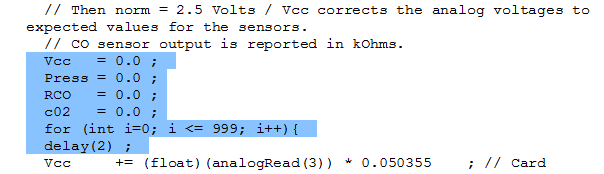 // Then norm = 2.5 Volts / Vcc corrects the analog voltages to
expected values for the sensors.
// CO sensor output is reported in kOhms.
Vcc   = 0.0 ;
Press = 0.0 ;
RCO   = 0.0 ;
c02   = 0.0 ;
for (int i=0; i <= 999; i++){
delay(2) ;
Vcc     += (float)(analogRead(3)) * 0.050355    ; // Card